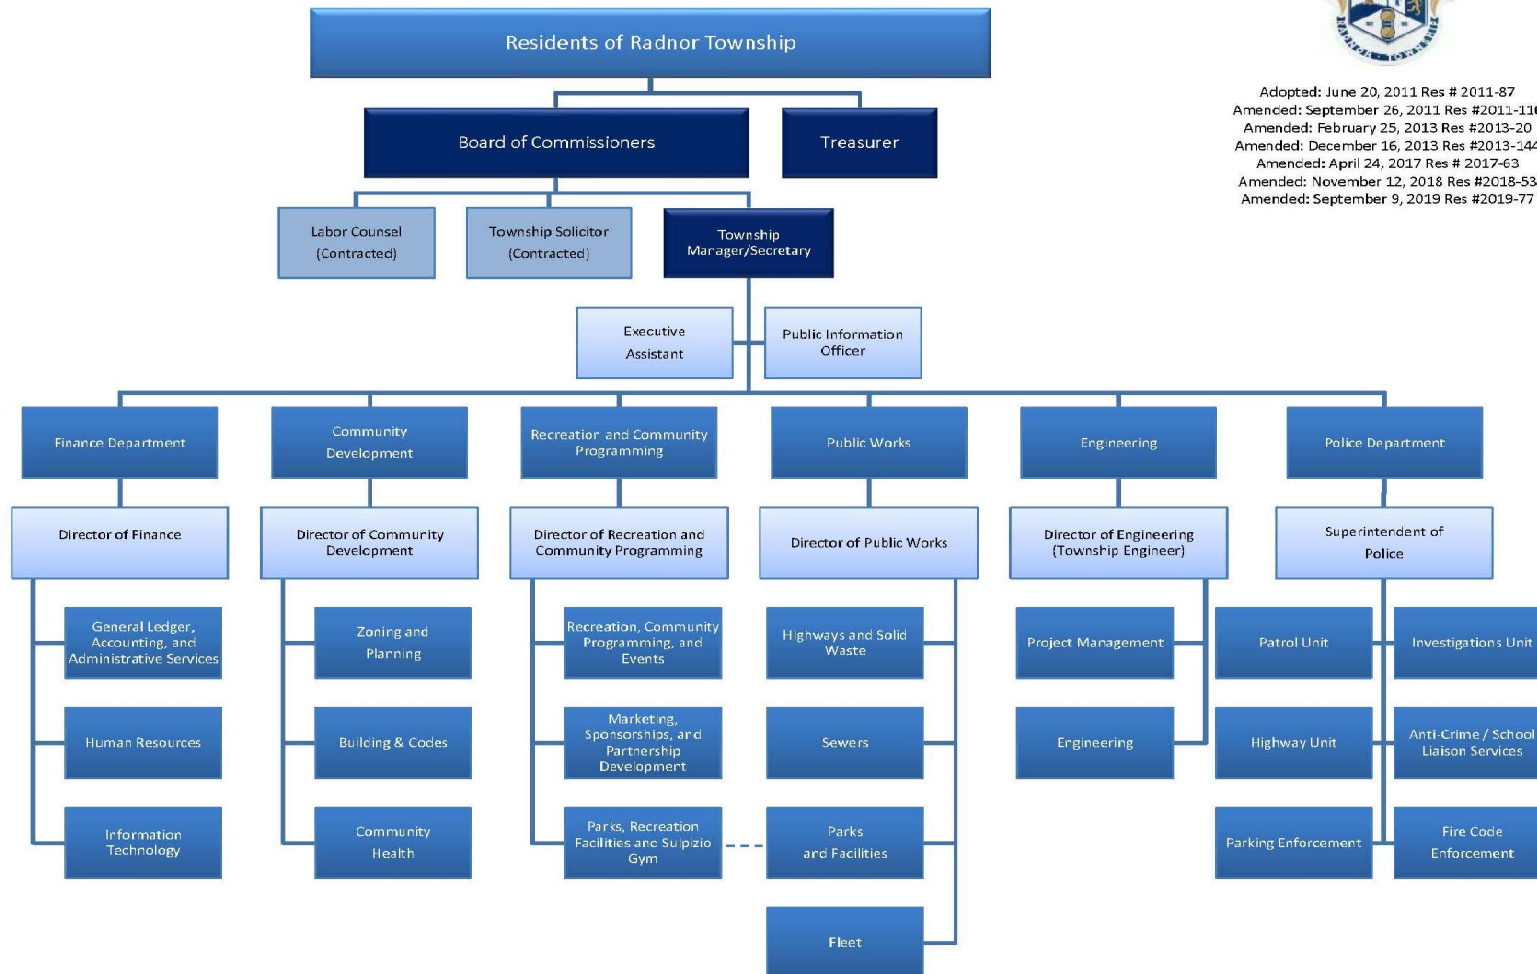 Residents of Radnor Township
RADNOR · TOWNSHIP
Adopted: June 20, 2011 Res # 2011-87
Amended: September 26, 2011 Res #2011-116
Amended: February 25, 2013 Res #2013-20
Amended: December 16, 2013 Res #2013-144
Amended: April 24, 2017 Res # 2017-63
Amended: November 12, 2018 Res #2018-53
Amended: September 9, 2019 Res #2019-77
Board of Commissioners
Treasurer
Labor Counsel
(Contracted)
Township Solicitor
(Contracted)
Township
Manager/Secretary
Executive
Assistant
Public Information
Officer
Finance Department
Community
Development
Recreation and Community
Programming
Public Works
Engineering
Police Department
Director of Finance
Director of Community
Development
Director of Recreation and
Community Programming
Director of Public Works
Director of Engineering
(Township Engineer)
Superintendent of
Police
General Ledger,
Accounting, and
Administrative Services
Zoning and
Planning
Recreation, Community
Programming, and
Events
Highways and Solid
Waste
Project Management
Patrol Unit
Investigations Unit
Human Resources
Building & Codes
Marketing,
Sponsorships, and
Partnership
Development
Sewers
Engineering
Highway Unit
Anti-Crime / School
Liaison Services
Information
Technology
Community
Health
Parks, Recreation
Facilities and Sulpizio
Gym
Parks
and Facilities
Parking Enforcement
Fire Code
Enforcement
Fleet